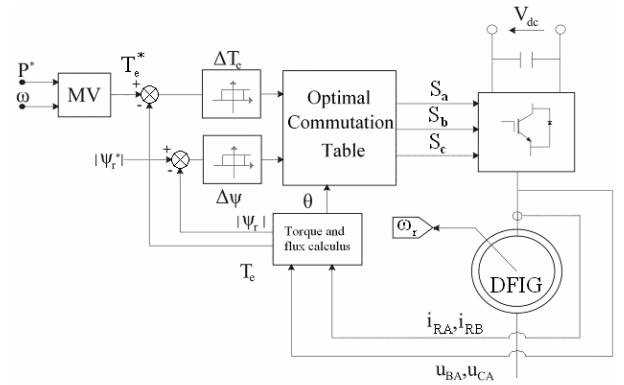 V_dc
P* T_e* ΔT_e
ω MV
+
-
Optimal
Commutation
Table
S_a
S_b
S_c
|Ψ_r*| +
-
Δψ
θ
|Ψ_r|
Torque and
flux calculus
T_e
ω_r
DFIG
i_RA,i_RB
u_BA,u_CA